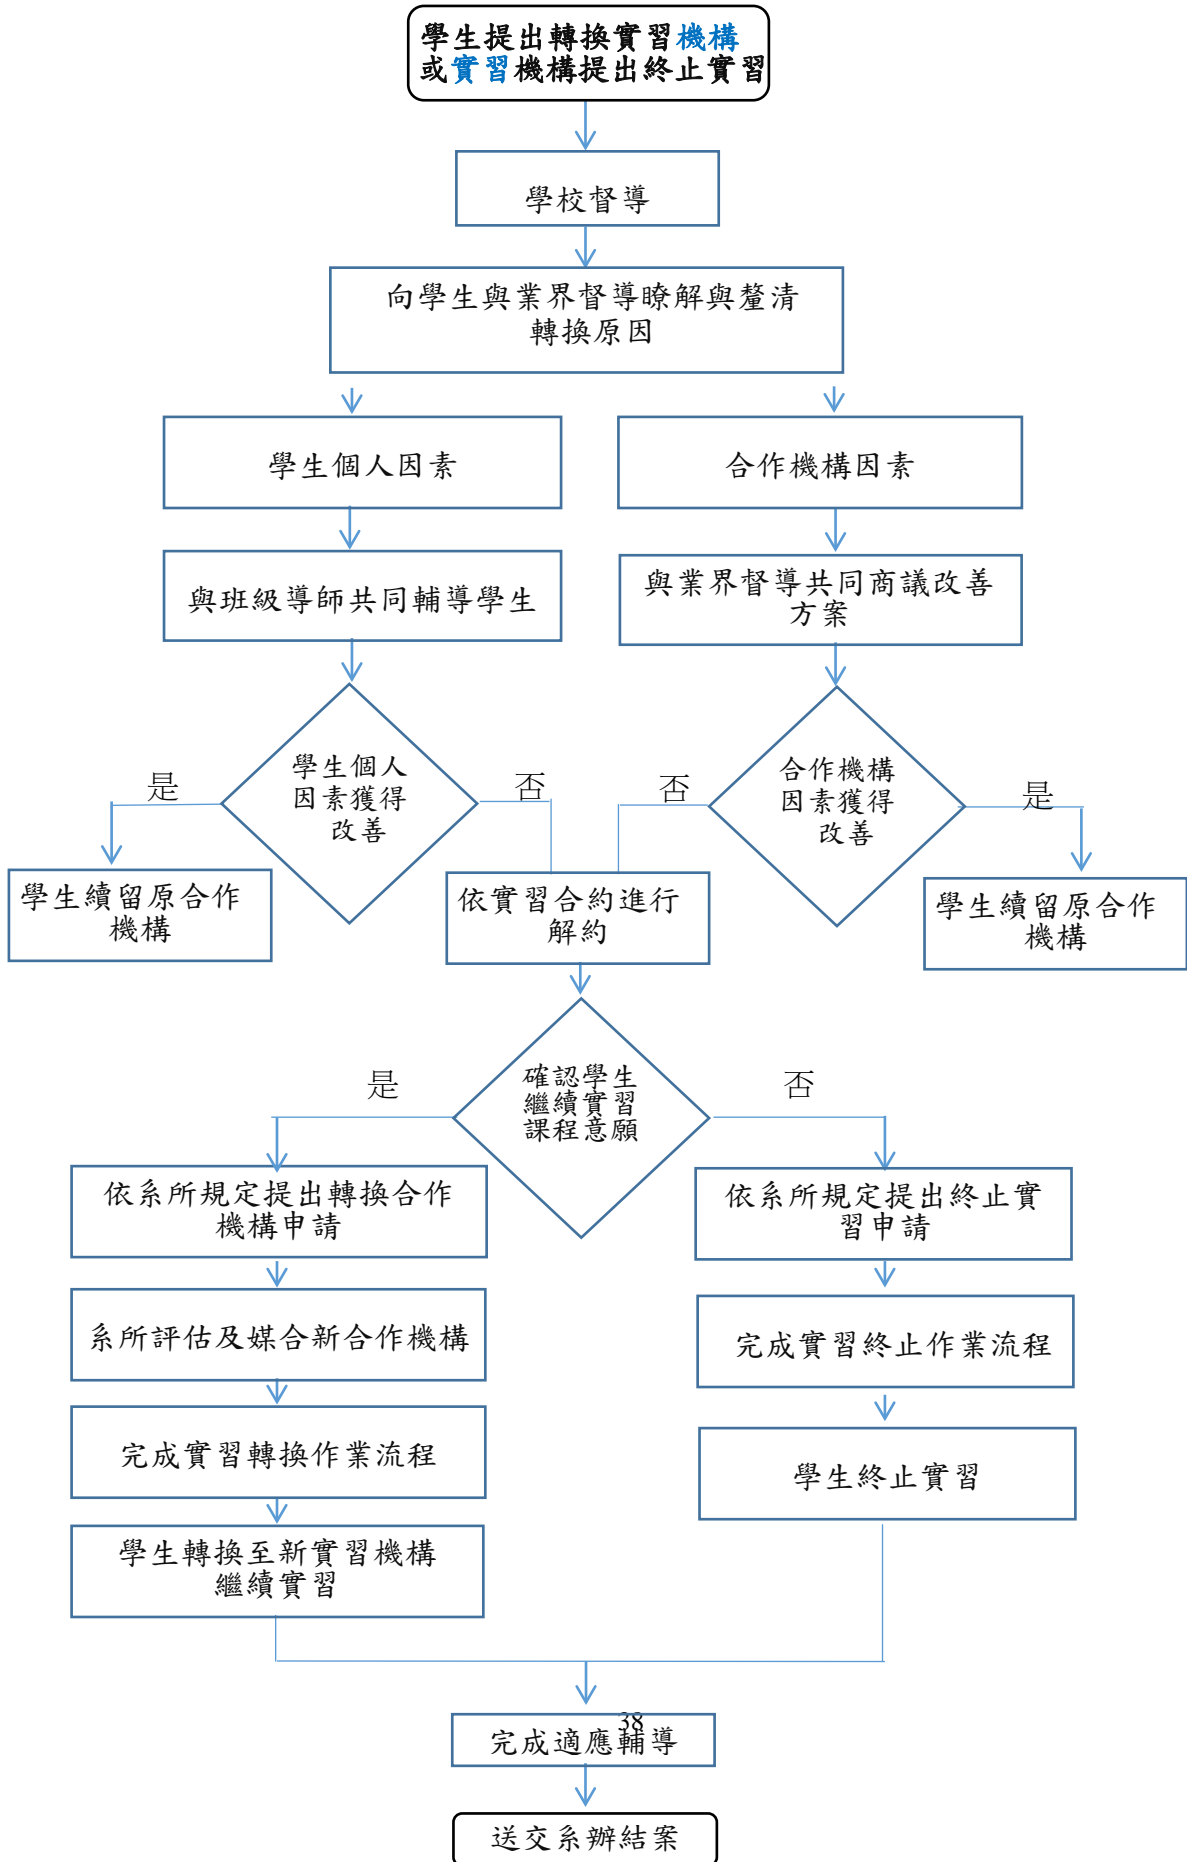 學生提出轉換實習機構
或實習機構提出終止實習
學校督導
向學生與業界督導瞭解與釐清
轉換原因
學生個人因素
合作機構因素
與班級導師共同輔導學生
與業界督導共同商議改善
方案
學生個人
因素獲得
改善
合作機構
因素獲得
改善
是
否
否
是
學生續留原合作
機構
依實習合約進行
解約
學生續留原合作
機構
確認學生
繼續實習
課程意願
是
否
依系所規定提出轉換合作
機構申請
依系所規定提出終止實
習申請
系所評估及媒合新合作機構
完成實習終止作業流程
完成實習轉換作業流程
學生終止實習
學生轉換至新實習機構
繼續實習
38
完成適應輔導
送交系辦結案